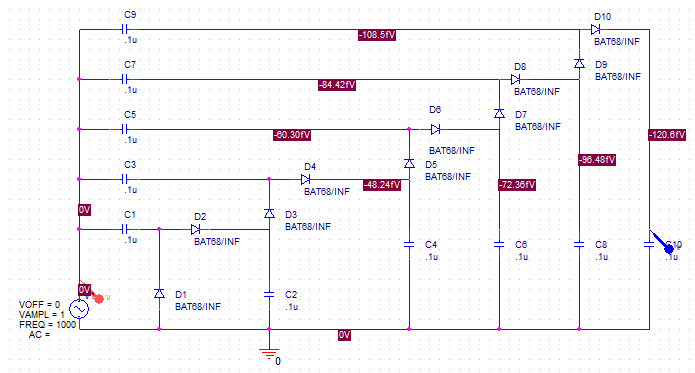 C9
.1u
-108.5fV
D10
BAT68/INF
C7
.1u
-84.42fV
D8
BAT68/INF
D9
BAT68/INF
C5
.1u
-60.30fV
D6
BAT68/INF
D7
BAT68/INF
-120.6fV
C3
.1u
D4
BAT68/INF
-48.24fV
D5
BAT68/INF
-72.36fV
-96.48fV
0V
C1
.1u
D2
BAT68/INF
D3
BAT68/INF
C4
.1u
C6
.1u
C8
.1u
C10
.1u
0V
V
VOFF = 0
VAMPL = 1
FREQ = 1000
AC =
D1
BAT68/INF
C2
.1u
0V
0